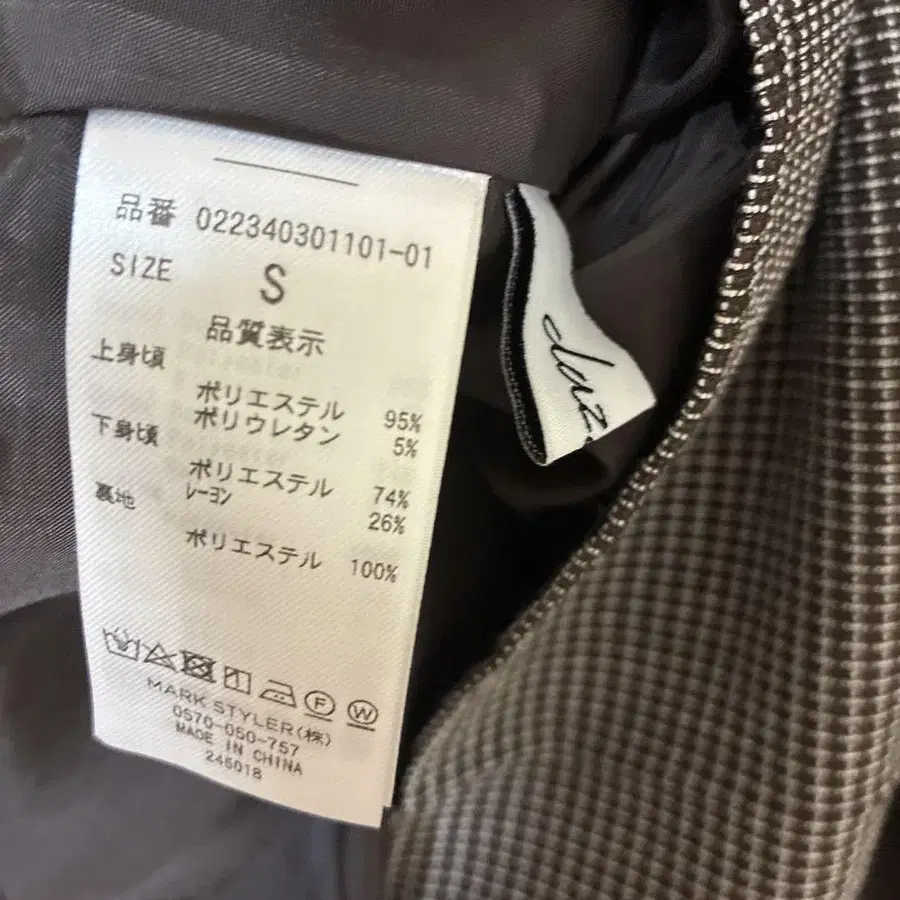 品番 022340301101-01
SIZE S
品質表示
上身頃
ポリエステル 95%
ポリウレタン 5%
下身頃
ポリエステル 74%
レーヨン 26%
裏地
ポリエステル 100%
F W
MARK STYLER(株)
0570-050-757
MADE IN CHINA
245018